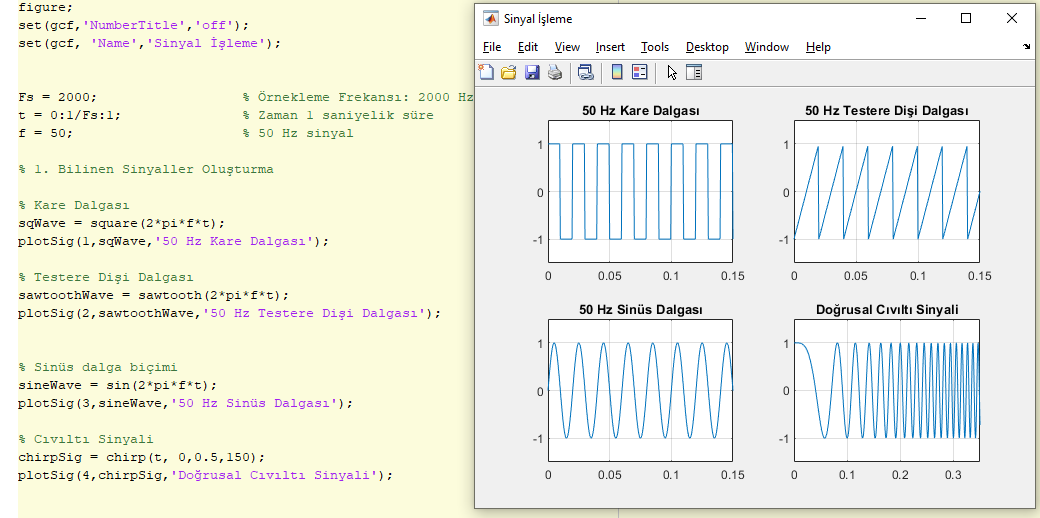 figure;
set(gcf,'NumberTitle','off');
set(gcf, 'Name','Sinyal İşleme');
Fs = 2000; % Örnekleme Frekansı: 2000 Hz
t = 0:1/Fs:1; % Zaman 1 saniyelik süre
f = 50; % 50 Hz sinyal
% 1. Bilinen Sinyaller Oluşturma
% Kare Dalgası
sqWave = square(2*pi*f*t);
plotSig(1,sqWave,'50 Hz Kare Dalgası');
% Testere Dişi Dalgası
sawtoothWave = sawtooth(2*pi*f*t);
plotSig(2,sawtoothWave,'50 Hz Testere Dişi Dalgası');
% Sinüs dalga biçimi
sineWave = sin(2*pi*f*t);
plotSig(3,sineWave,'50 Hz Sinüs Dalgası');
% Cıvıltı Sinyali
chirpSig = chirp(t, 0,0.5,150);
plotSig(4,chirpSig,'Doğrusal Cıvıltı Sinyali');
Sinyal İşleme
File Edit View Insert Tools Desktop Window Help
50 Hz Kare Dalgası
1
0
-1
0 0.05 0.1 0.15
50 Hz Testere Dişi Dalgası
1
0
-1
0 0.05 0.1 0.15
50 Hz Sinüs Dalgası
1
0
-1
0 0.05 0.1 0.15
Doğrusal Cıvıltı Sinyali
1
0
-1
0 0.1 0.2 0.3